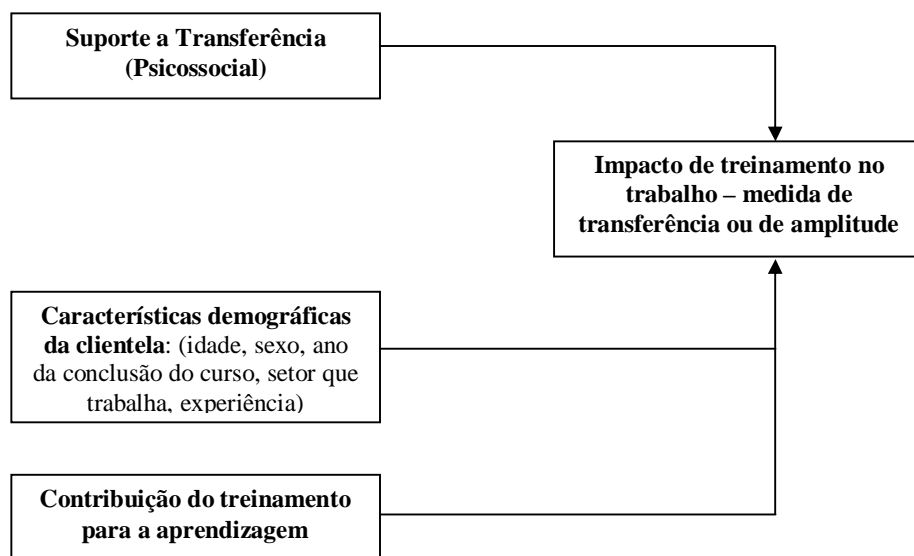 Suporte a Transferência
(Psicossocial)
Impacto de treinamento no
trabalho – medida de
transferência ou de amplitude
Características demográficas
da clientela: (idade, sexo, ano
da conclusão do curso, setor que
trabalha, experiência)
Contribuição do treinamento
para a aprendizagem